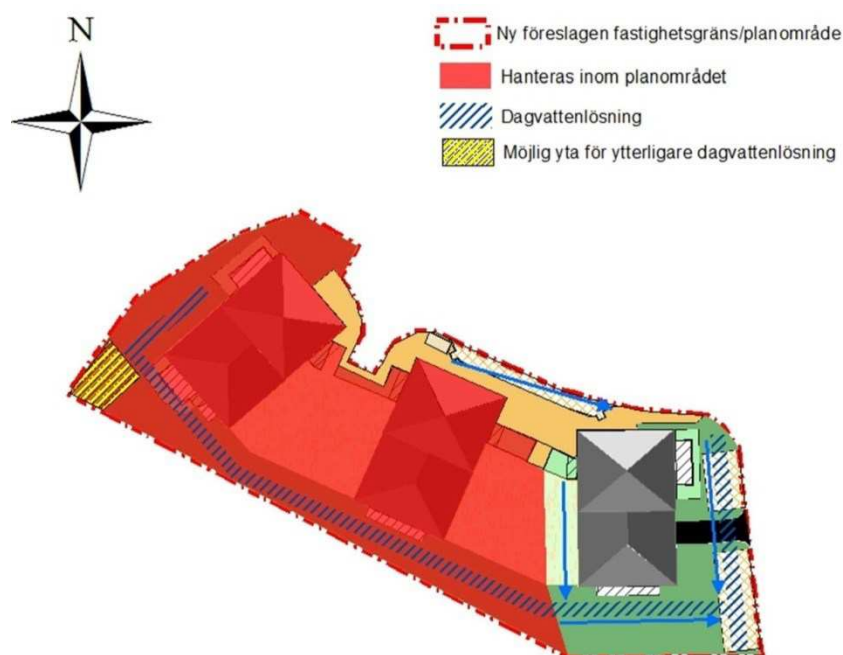 N
Ny föreslagen fastighetsgräns/planområde
Hanteras inom planområdet
Dagvattenlösning
Möjlig yta för ytterligare dagvattenlösning